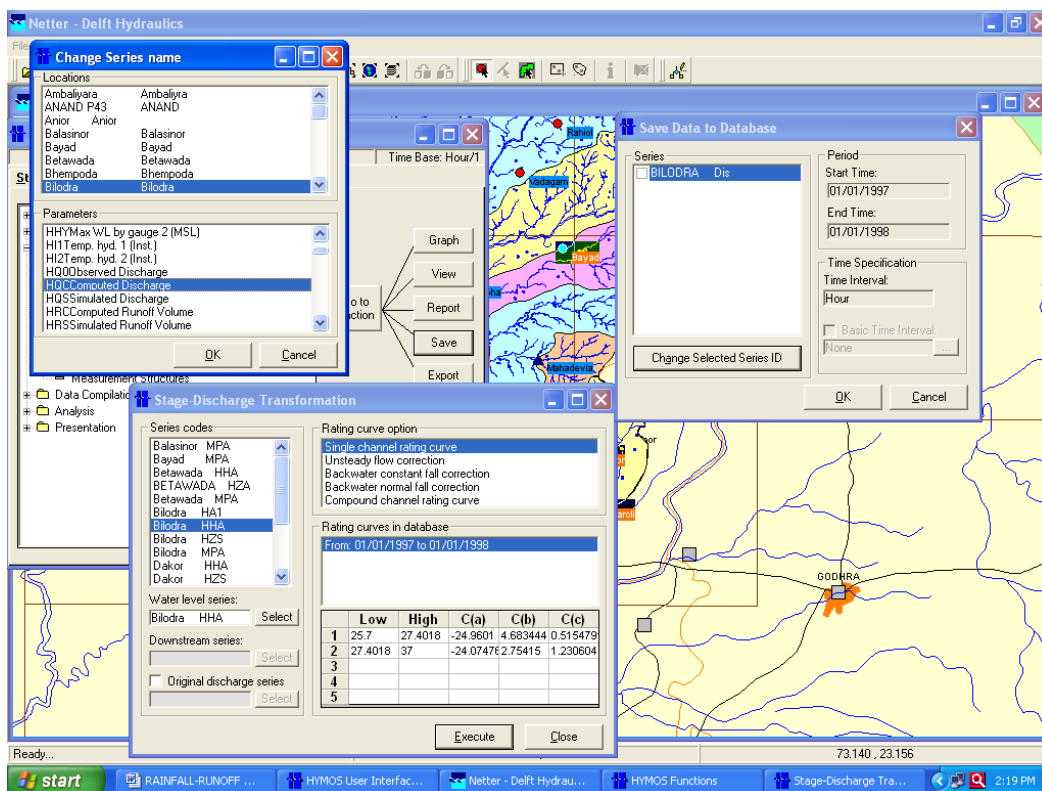 Netter - Delft Hydraulics
File
Change Series name
Locations
Ambaliyara Ambaliyra
ANAND P43 ANAND
Anior Anior
Balasinor Balasinor
Bayad Bayad
Betawada Betawada
Bhempoda Bhempoda
Bilodra Bilodra
Parameters
HHYMax WL by gauge 2 (MSL)
HI1Temp. hyd. 1 (Inst.)
HI2Temp. hyd. 2 (Inst.)
HQOObserved Discharge
HQCComputed Discharge
HQSSimulated Discharge
HRCComputed Runoff Volume
HRSSimulated Runoff Volume
OK Cancel
Time Base: Hour/1
Graph
View
Report
Save
Export
Measurement Structures
Data Compilatio
Analysis
Presentation
Rahiol
Vadagam
Bayad
Mahadevia
GODHRA
Save Data to Database
Series
BILODRA Dis
Change Selected Series ID
Period
Start Time:
01/01/1997
End Time:
01/01/1998
Time Specification
Time Interval:
Hour
Basic Time Interval:
None ...
OK Cancel
Stage-Discharge Transformation
Series codes
Balasinor MPA
Bayad MPA
Betawada HHA
BETAWADA HZA
Betawada MPA
Bilodra HA1
Bilodra HHA
Bilodra HZS
Bilodra MPA
Dakor HHA
Dakor HZS
Water level series:
Bilodra HHA Select
Downstream series:
Select
Original discharge series
Select
Rating curve option
Single channel rating curve
Unsteady flow correction
Backwater constant fall correction
Backwater normal fall correction
Compound channel rating curve
Rating curves in database
From: 01/01/1997 to 01/01/1998
Low High C(a) C(b) C(c)
1 25.7 27.4018 -24.9601 4.683444 0.515479
2 27.4018 37 -24.07476 2.75415 1.230604
3
4
5
Execute Close
Ready... 73.140 , 23.156
start RAINFALL-RUNOFF ... HYMOS User Interfac... Netter - Delft Hydrau... HYMOS Functions Stage-Discharge Tra... 2:19 PM